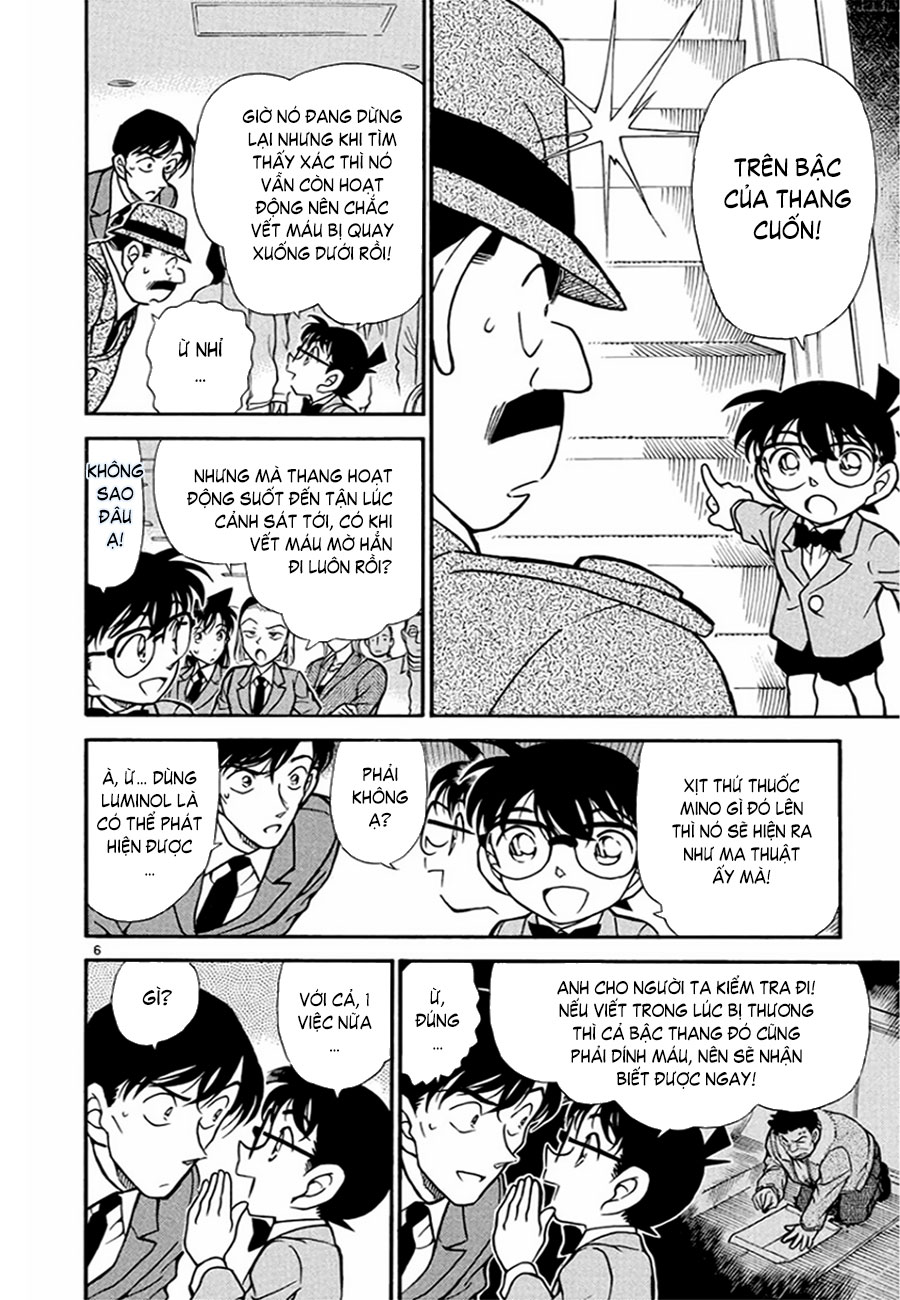 TRÊN BẬC
CỦA THANG
CUỐN!
GIỜ NÓ ĐANG DỪNG
LẠI NHƯNG KHI TÌM
THẤY XÁC THÌ NÓ
VẪN CÒN HOẠT
ĐỘNG NÊN CHẮC
VẾT MÁU BỊ QUAY
XUỐNG DƯỚI RỒI!
Ừ NHỈ
...
NHƯNG MÀ THANG HOẠT
ĐỘNG SUỐT ĐẾN TẬN LÚC
CẢNH SÁT TỚI, CÓ KHI
VẾT MÁU MỜ HẲN
ĐI LUÔN RỒI?
KHÔNG
SAO
ĐÂU
Ạ!
XỊT THỨ THUỐC
MINO GÌ ĐÓ LÊN
THÌ NÓ SẼ HIỆN RA
NHƯ MA THUẬT
ẤY MÀ!
PHẢI
KHÔNG
Ạ?
À, Ừ... DÙNG
LUMINOL LÀ
CÓ THỂ PHÁT
HIỆN ĐƯỢC
...
6
ANH CHO NGƯỜI TA KIỂM TRA ĐI!
NẾU VIẾT TRONG LÚC BỊ THƯƠNG
THÌ CẢ BẬC THANG ĐÓ CŨNG
PHẢI DÍNH MÁU, NÊN SẼ NHẬN
BIẾT ĐƯỢC NGAY!
Ừ,
ĐÚNG
...
VỚI CẢ, 1
VIỆC NỮA
...
GÌ?